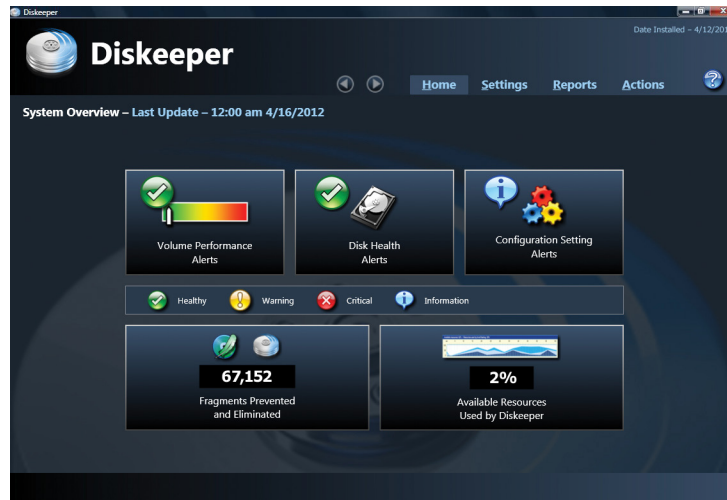 Diskeeper
Date Installed – 4/12/201
Diskeeper
Home Settings Reports Actions
System Overview – Last Update – 12:00 am 4/16/2012
Volume Performance
Alerts
Disk Health
Alerts
Configuration Setting
Alerts
Healthy Warning Critical Information
67,152
Fragments Prevented
and Eliminated
2%
Available Resources
Used by Diskeeper